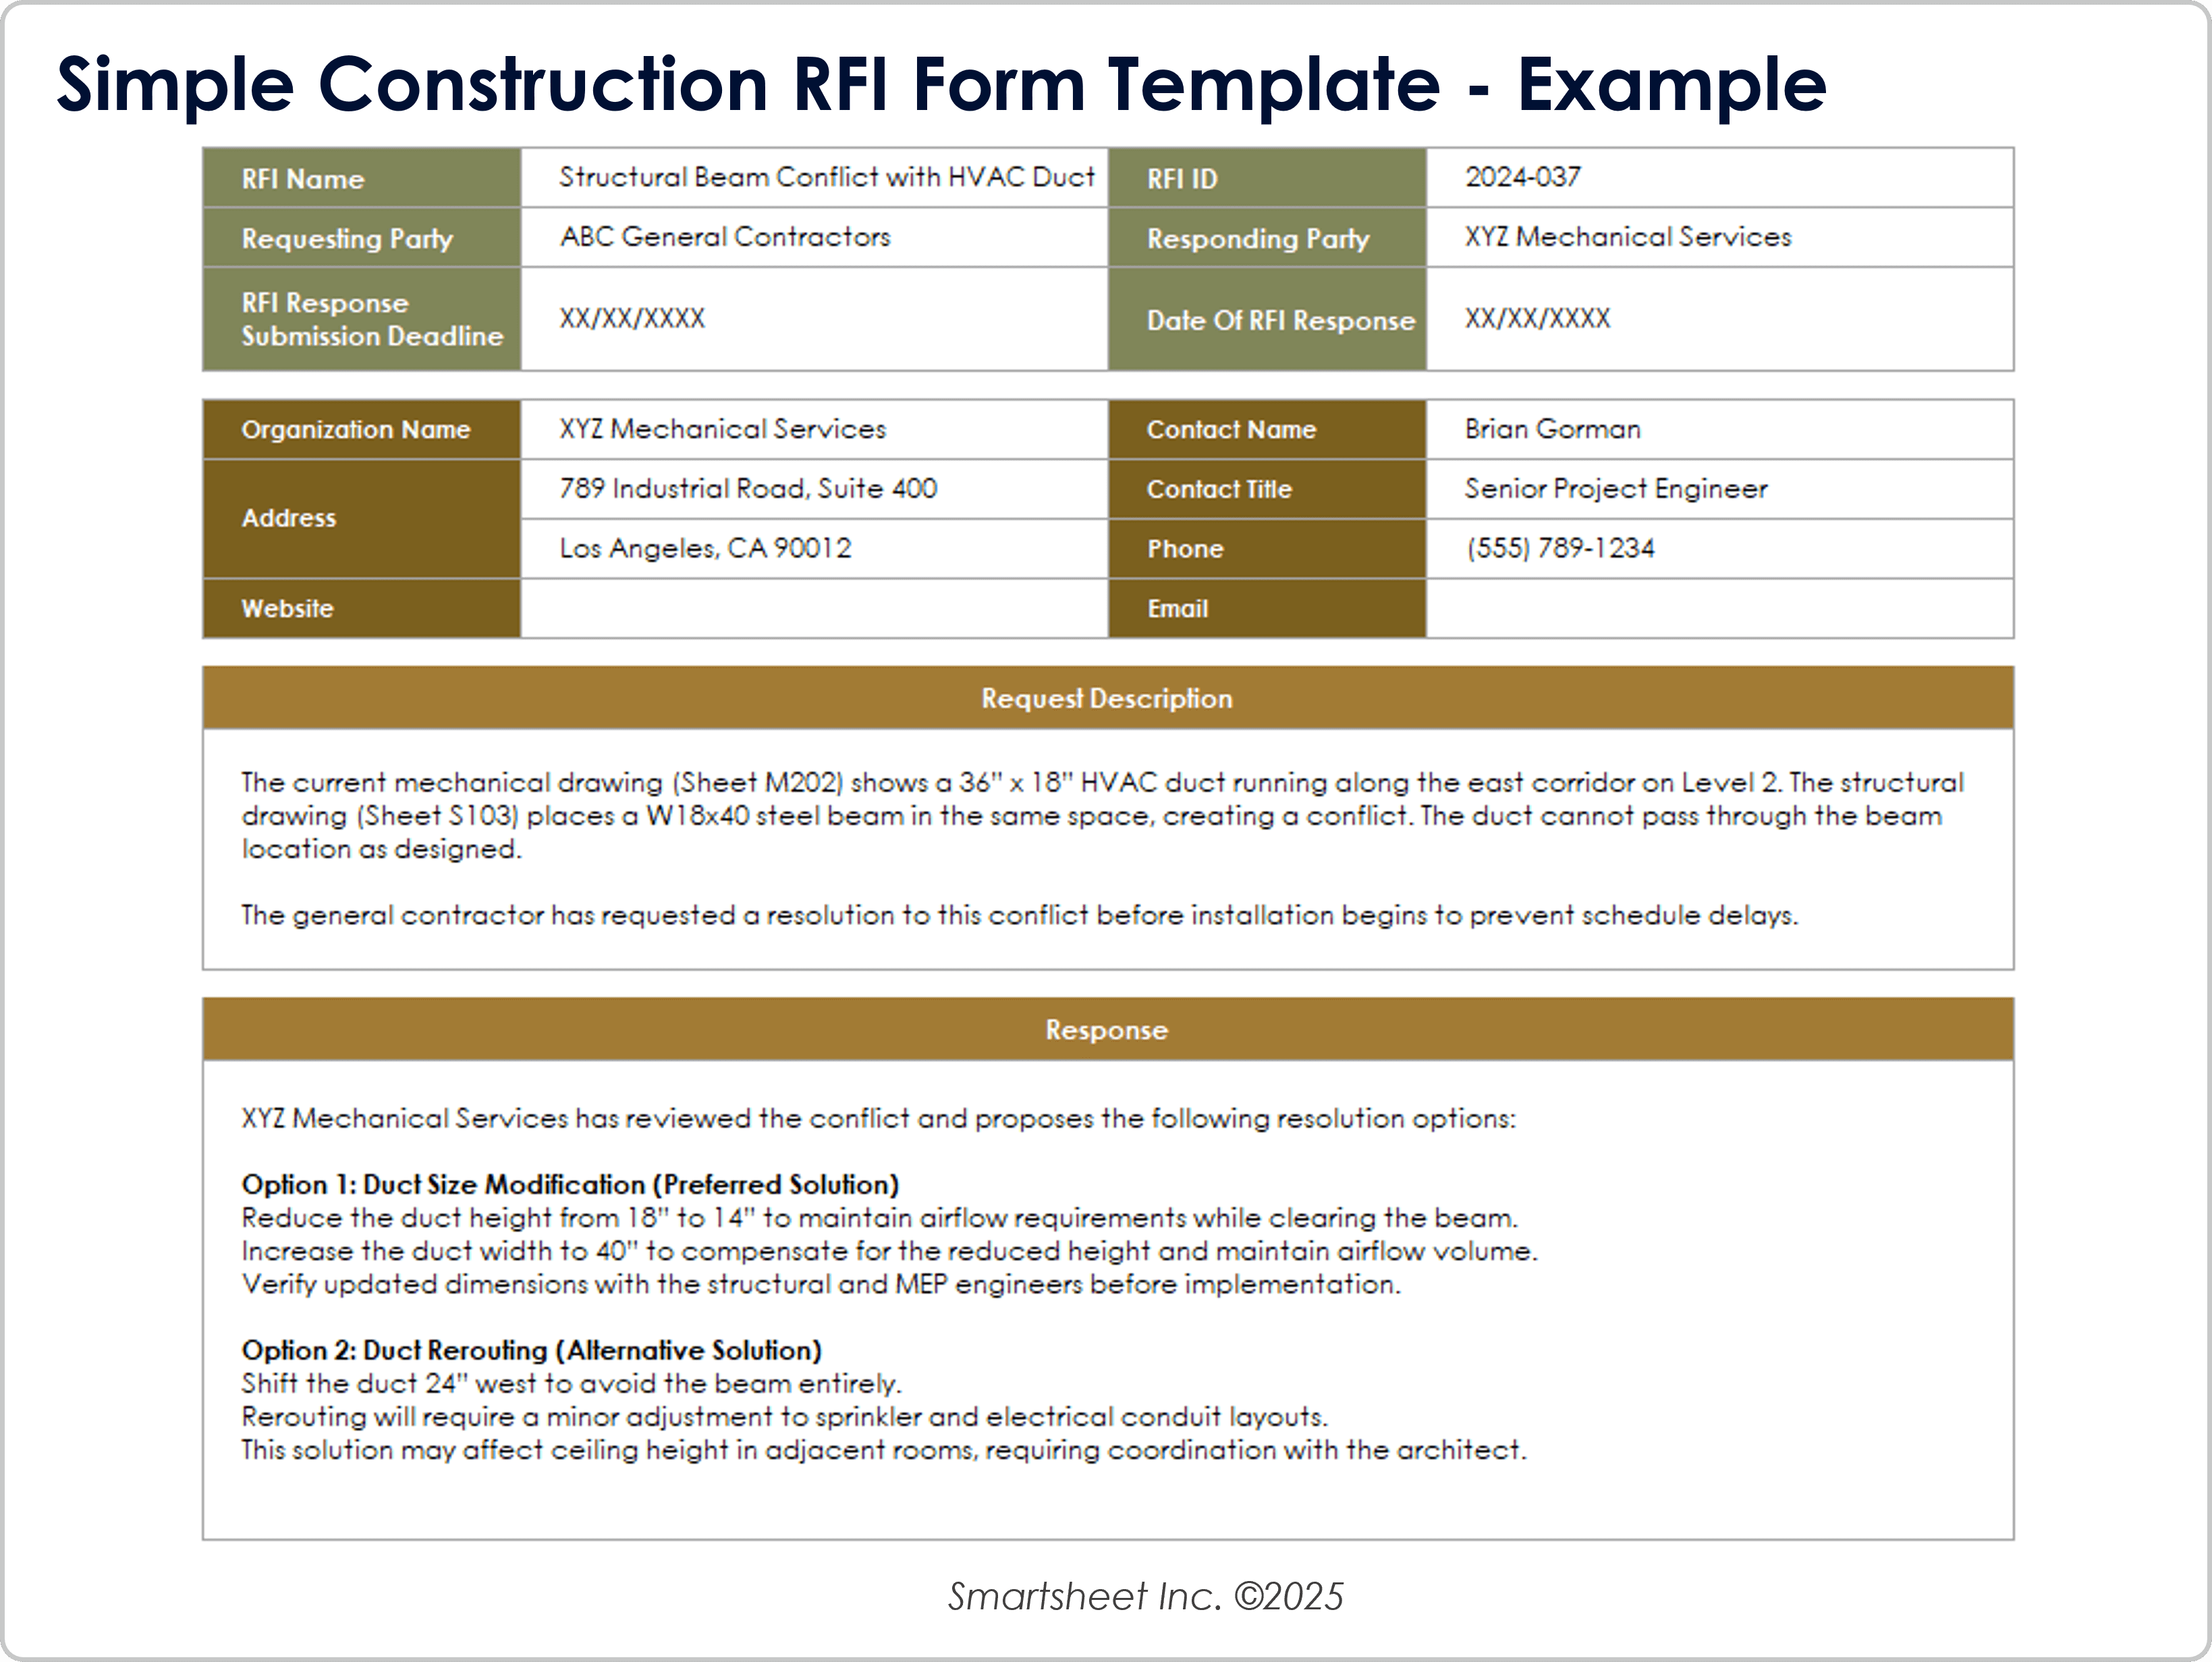 Simple Construction RFI Form Template - Example
RFI Name
Structural Beam Conflict with HVAC Duct
RFI ID
2024-037
Requesting Party
ABC General Contractors
Responding Party
XYZ Mechanical Services
RFI Response
Submission Deadline
XX/XX/XXXX
Date Of RFI Response
XX/XX/XXXX
Organization Name
XYZ Mechanical Services
Contact Name
Brian Gorman
Address
789 Industrial Road, Suite 400
Contact Title
Senior Project Engineer
Los Angeles, CA 90012
Phone
(555) 789-1234
Website
Email
Request Description
The current mechanical drawing (Sheet M202) shows a 36" x 18" HVAC duct running along the east corridor on Level 2. The structural
drawing (Sheet S103) places a W18x40 steel beam in the same space, creating a conflict. The duct cannot pass through the beam
location as designed.
The general contractor has requested a resolution to this conflict before installation begins to prevent schedule delays.
Response
XYZ Mechanical Services has reviewed the conflict and proposes the following resolution options:
Option 1: Duct Size Modification (Preferred Solution)
Reduce the duct height from 18" to 14" to maintain airflow requirements while clearing the beam.
Increase the duct width to 40" to compensate for the reduced height and maintain airflow volume.
Verify updated dimensions with the structural and MEP engineers before implementation.
Option 2: Duct Rerouting (Alternative Solution)
Shift the duct 24" west to avoid the beam entirely.
Rerouting will require a minor adjustment to sprinkler and electrical conduit layouts.
This solution may affect ceiling height in adjacent rooms, requiring coordination with the architect.
Smartsheet Inc. ©2025